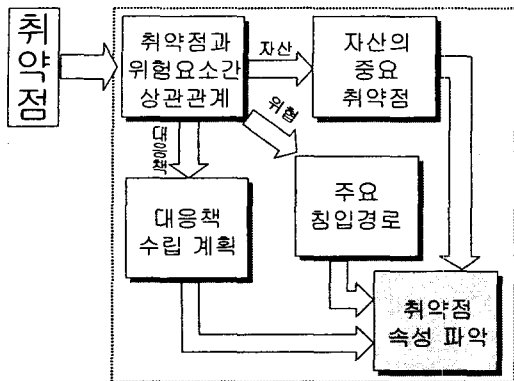 취약점
취약점과
위험요소간
상관관계
자산
자산의
중요
취약점
위협
대응책
대응책
수립 계획
주요
침입경로
취약점
속성 파악